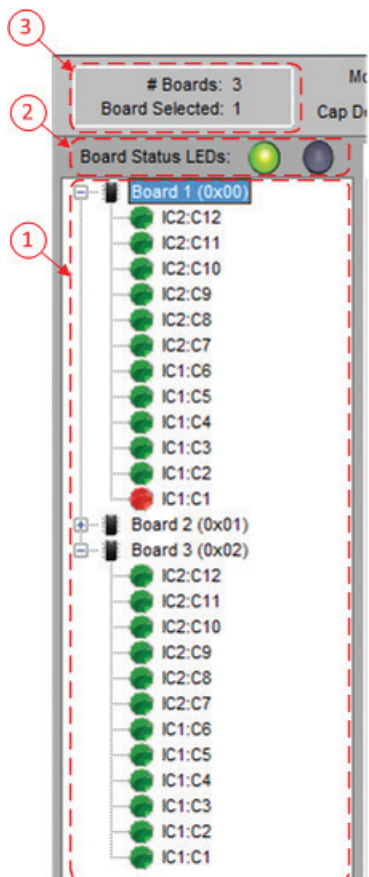 3
# Boards: 3
Mo
Board Selected: 1
Cap De
2
Board Status LEDs:
Board 1 (0x00)
IC2:C12
1
IC2:C11
IC2:C10
IC2:C9
IC2:C8
IC2:C7
IC1:C6
IC1:C5
IC1:C4
IC1:C3
IC1:C2
IC1:C1
Board 2 (0x01)
Board 3 (0x02)
IC2:C12
IC2:C11
IC2:C10
IC2:C9
IC2:C8
IC2:C7
IC1:C6
IC1:C5
IC1:C4
IC1:C3
IC1:C2
IC1:C1